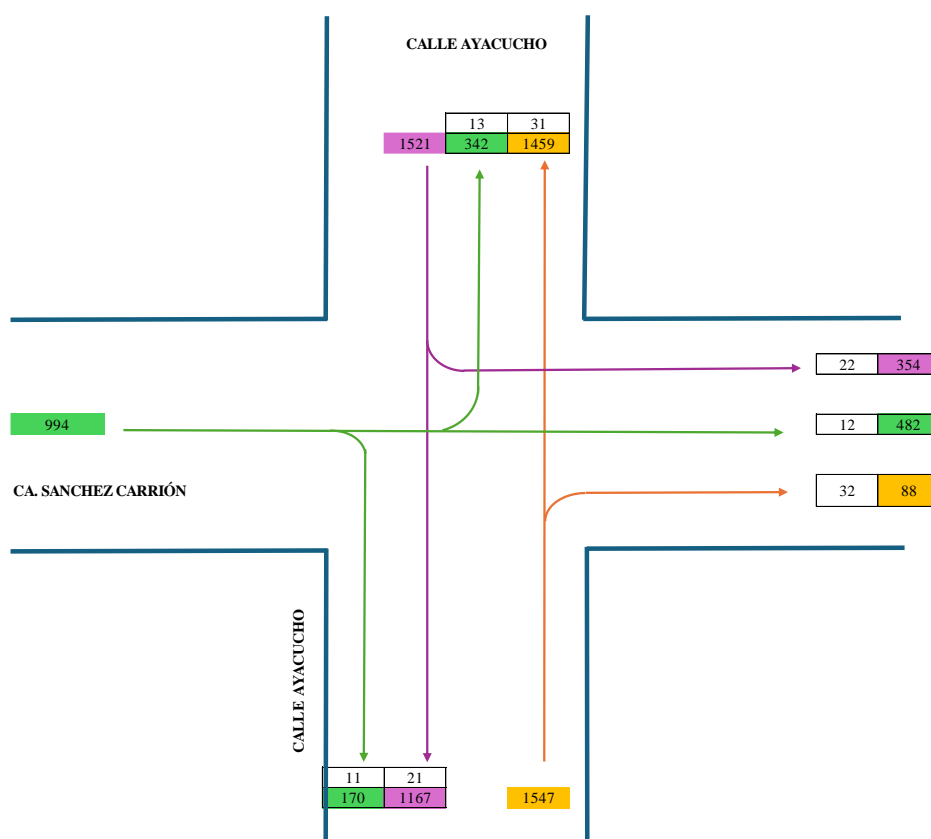 CALLE AYACUCHO
13 31
1521 342 1459
22 354
994
12 482
CA. SANCHEZ CARRIÓN
32 88
CALLE AYACUCHO
11 21
170 1167
1547